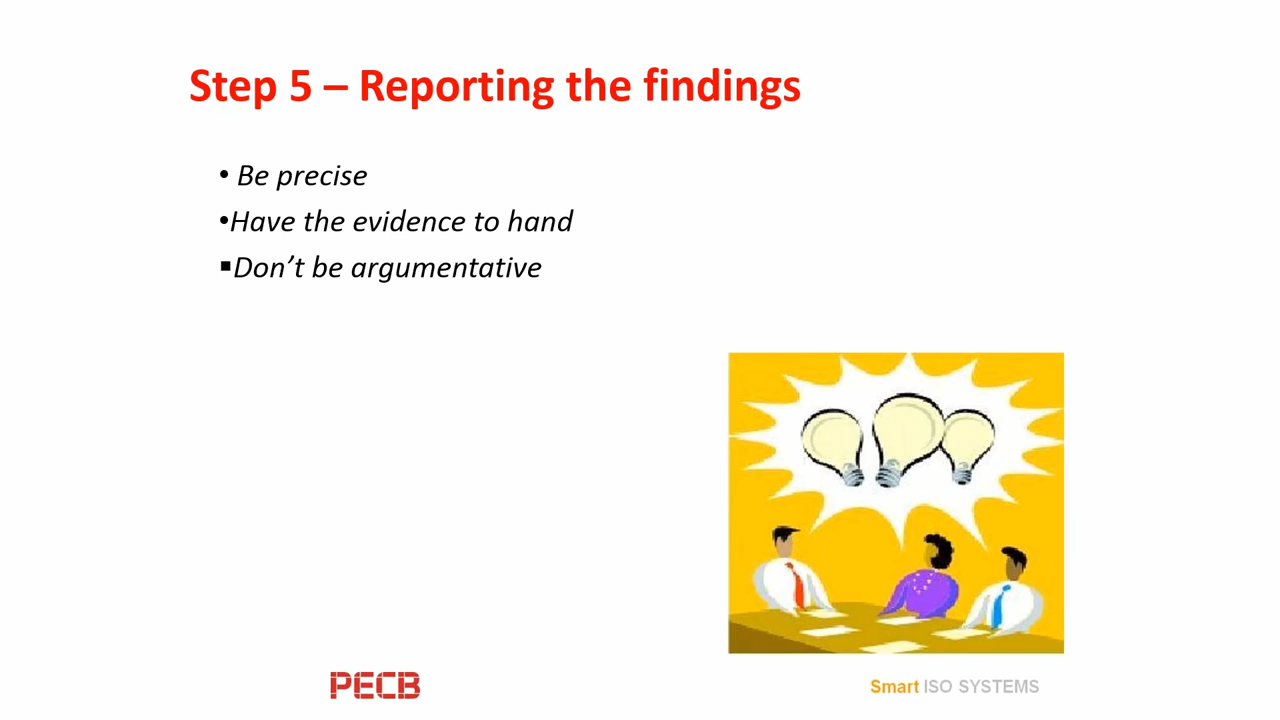 Step 5 – Reporting the findings
• Be precise
•Have the evidence to hand
▪Don’t be argumentative
PECB
Smart ISO SYSTEMS